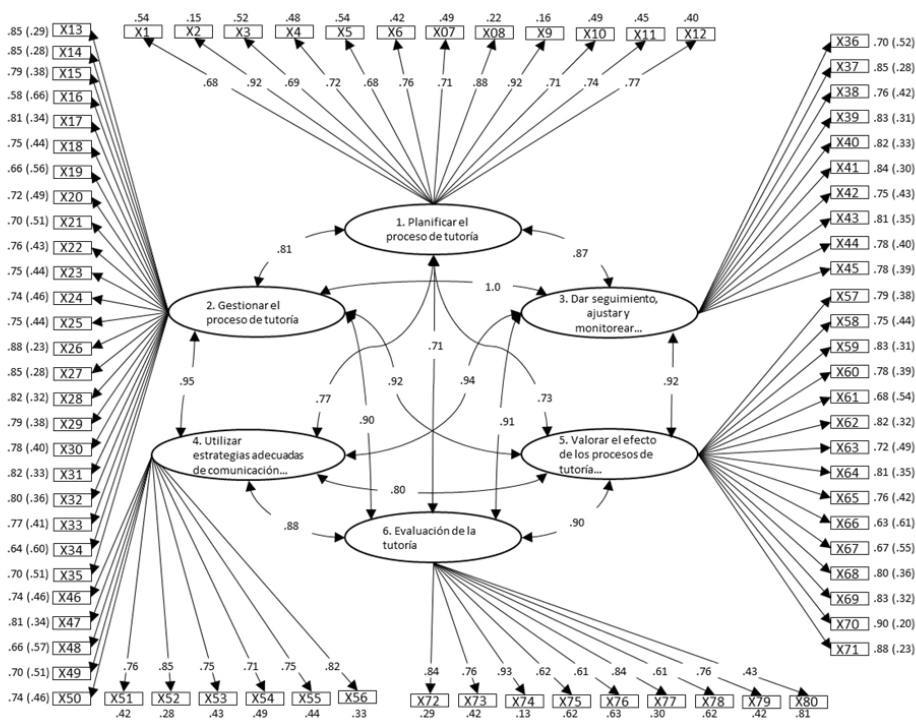 .54 .15 .52 .48 .54 .42 .49 .22 .16 .49 .45 .40
X1 X2 X3 X4 X5 X6 X07 X08 X9 X10 X11 X12
.68 .92 .69 .72 .68 .76 .71 .88 .92 .71 .74 .77
.85 (.29) X13
.85 (.28) X14
.79 (.38) X15
.58 (.66) X16
.81 (.34) X17
.75 (.44) X18
.66 (.56) X19
.72 (.49) X20
.70 (.51) X21
.76 (.43) X22
.75 (.44) X23
.74 (.46) X24
.75 (.44) X25
.88 (.23) X26
.85 (.28) X27
.82 (.32) X28
.79 (.38) X29
.78 (.40) X30
.82 (.33) X31
.80 (.36) X32
.77 (.41) X33
.64 (.60) X34
.70 (.51) X35
.74 (.46) X46
.81 (.34) X47
.66 (.57) X48
.70 (.51) X49
.74 (.46) X50
1. Planificar el
proceso de tutoría
.81
.87
1.0
2. Gestionar el
proceso de tutoría
3. Dar seguimiento,
ajustar y
monitorear...
.71
.95
.92
.94
.92
.77
.73
.90
.91
4. Utilizar
estrategias adecuadas
de comunicación...
5. Valorar el efecto
de los procesos de
tutoría...
.80
.88
.90
6. Evaluación de la
tutoría
X36 .70 (.52)
X37 .85 (.28)
X38 .76 (.42)
X39 .83 (.31)
X40 .82 (.33)
X41 .84 (.30)
X42 .75 (.43)
X43 .81 (.35)
X44 .78 (.40)
X45 .78 (.39)
X57 .79 (.38)
X58 .75 (.44)
X59 .83 (.31)
X60 .78 (.39)
X61 .68 (.54)
X62 .82 (.32)
X63 .72 (.49)
X64 .81 (.35)
X65 .76 (.42)
X66 .63 (.61)
X67 .67 (.55)
X68 .80 (.36)
X69 .83 (.32)
X70 .90 (.20)
X71 .88 (.23)
.76 .85 .75 .71 .75 .82
X51 X52 X53 X54 X55 X56
.42 .28 .43 .49 .44 .33
.84 .76 .93 .62 .61 .84 .61 .76 .43
X72 X73 X74 X75 X76 X77 X78 X79 X80
.29 .42 .13 .62 .63 .30 .62 .42 .81